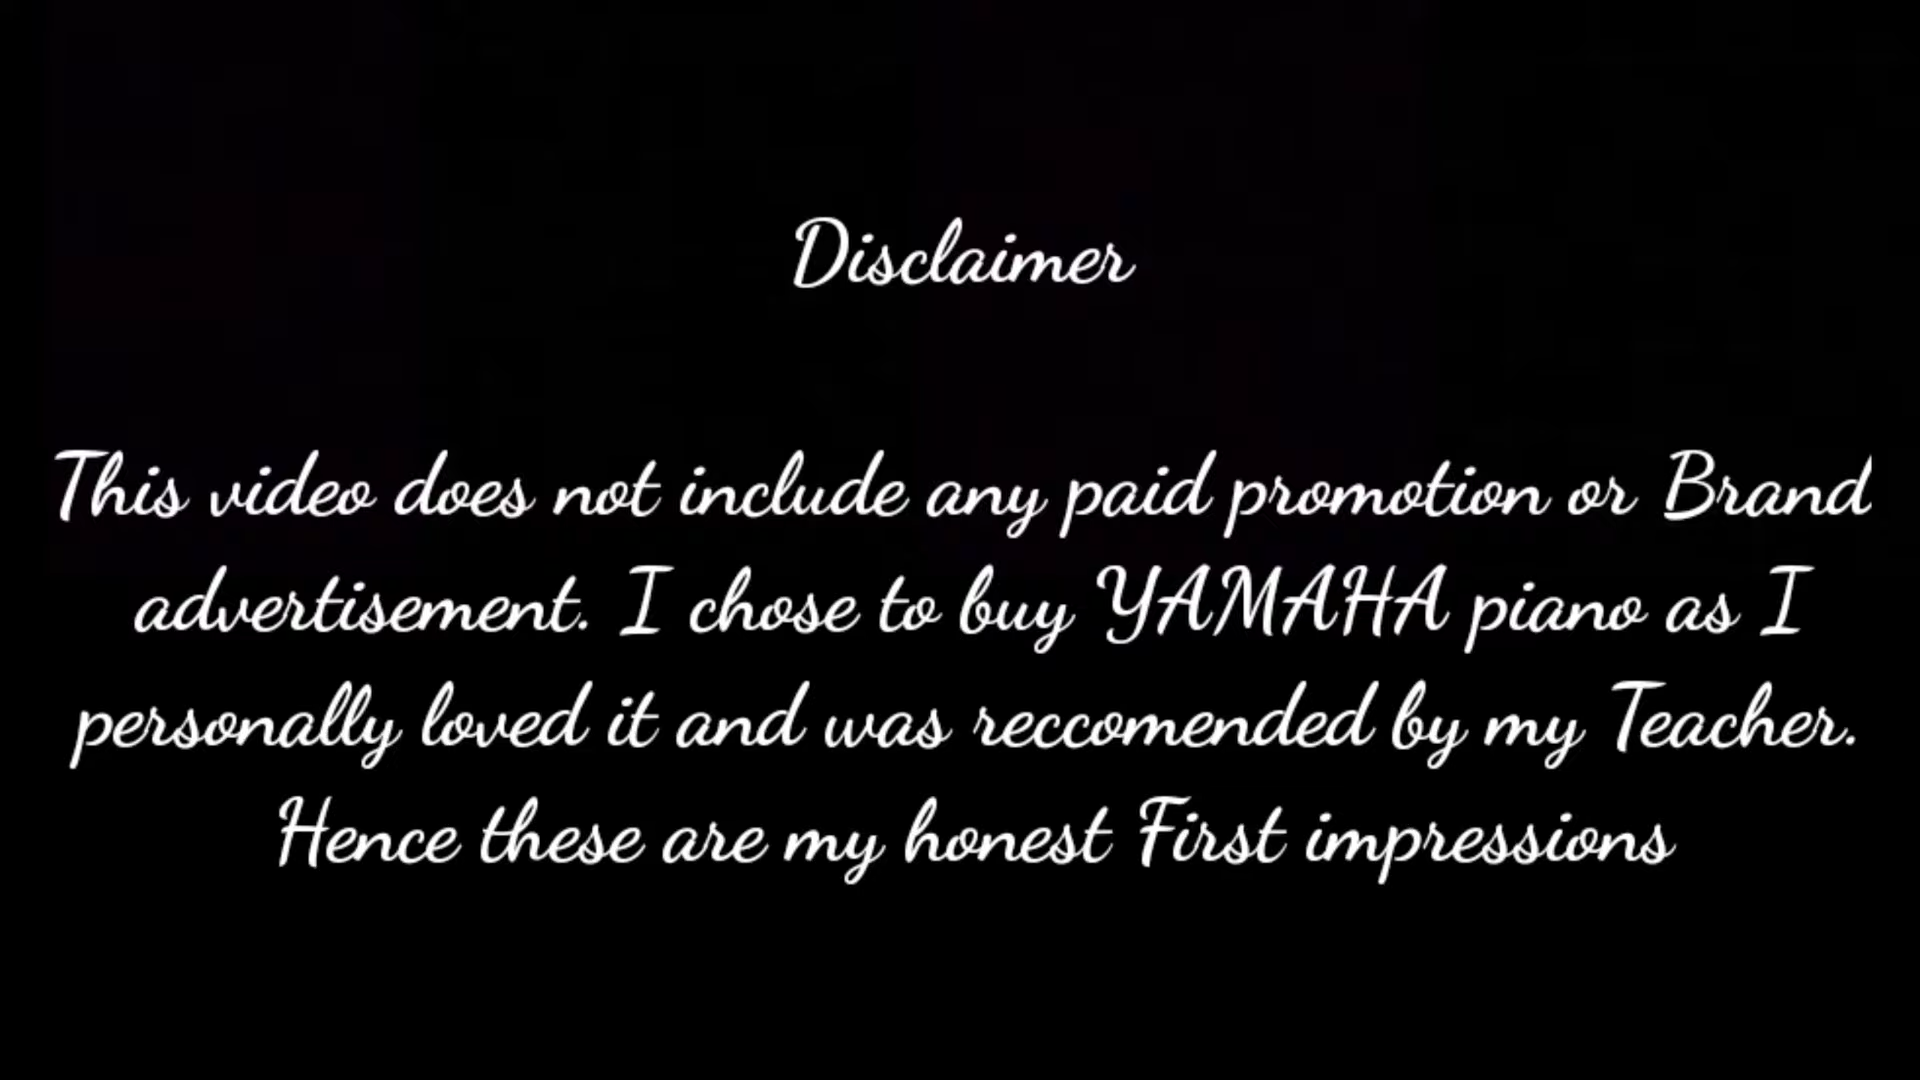 Disclaimer
This video does not include any paid promotion or Brand
advertisement. I chose to buy YAMAHA piano as I
personally loved it and was reccomended by my Teacher.
Hence these are my honest First impressions